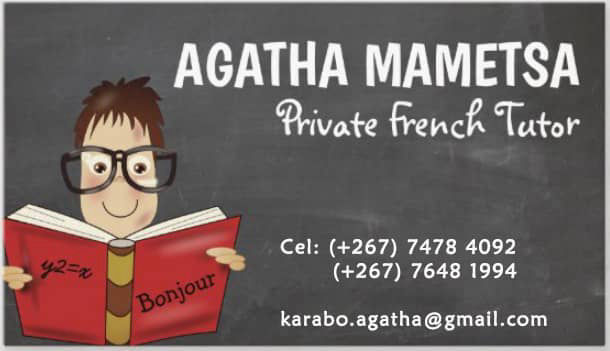 AGATHA MAMETSA
Private French Tutor
Cel: (+267) 7478 4092
(+267) 7648 1994
karabo.agatha@gmail.com
y2=x
Bonjour